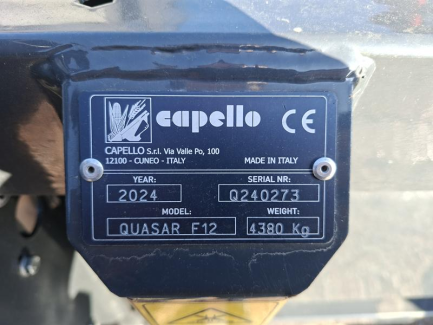 capello CE
CAPELLO S.r.l. Via Valle Po, 100
12100 - CUNEO - ITALY MADE IN ITALY
YEAR: SERIAL NR:
2024 Q240273
MODEL: WEIGHT:
QUASAR F12 4380 Kg